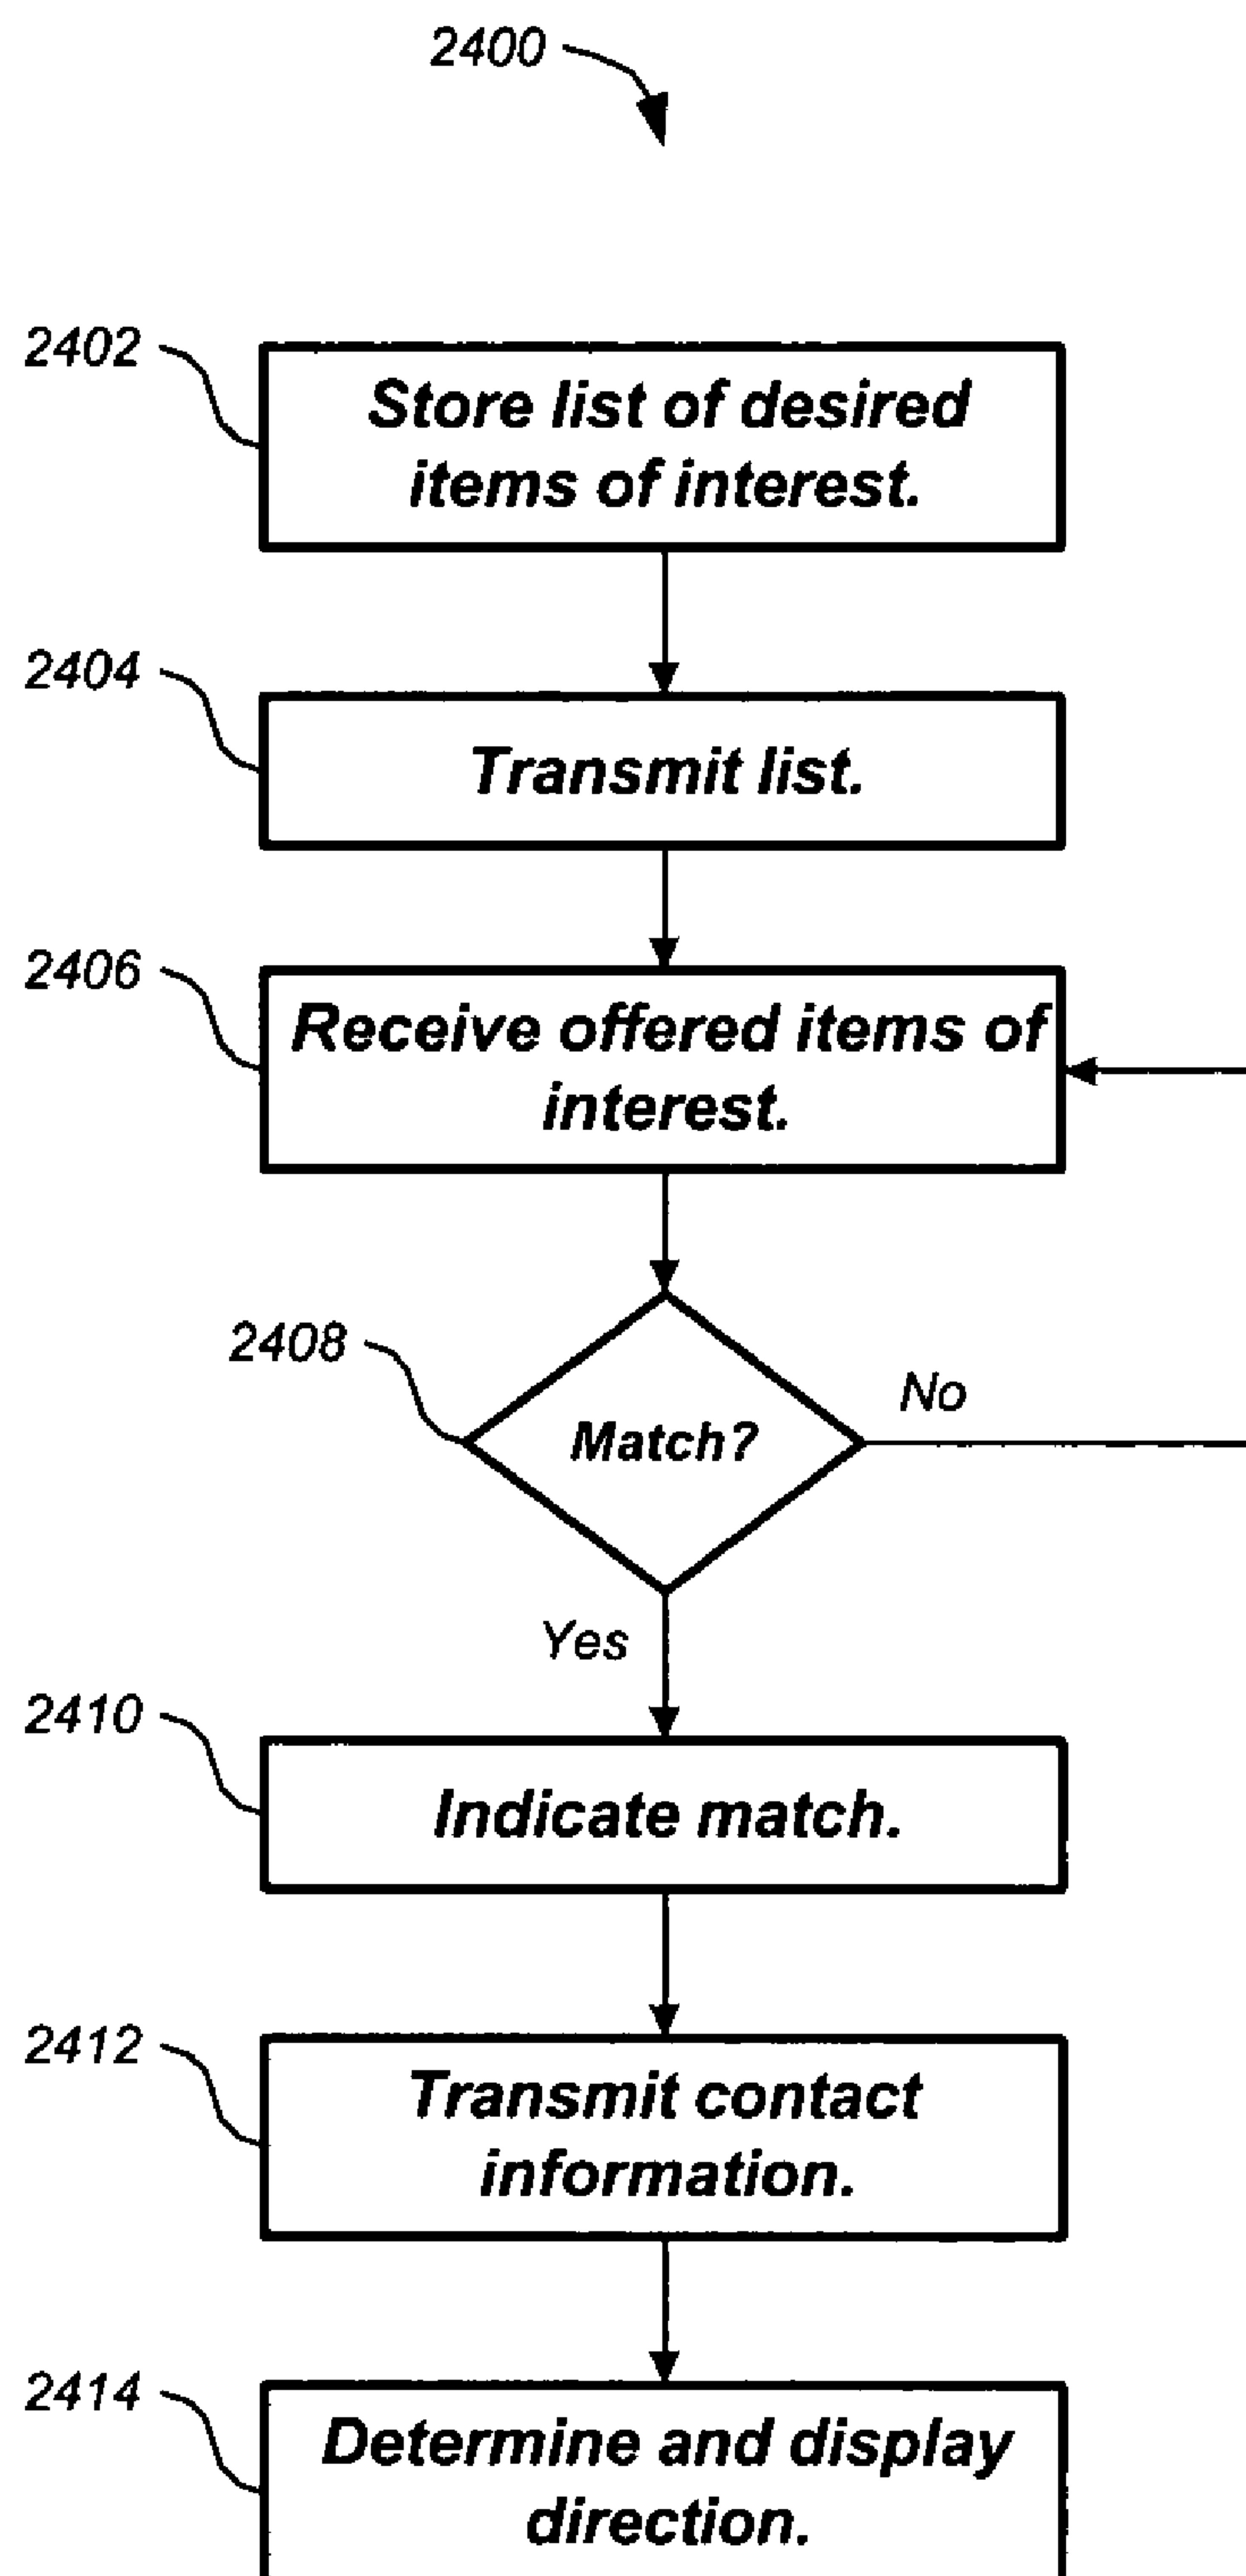 2400
2402
Store list of desired
items of interest.
2404
Transmit list.
2406
Receive offered items of
interest.
2408
Match?
No
Yes
2410
Indicate match.
2412
Transmit contact
information.
2414
Determine and display
direction.